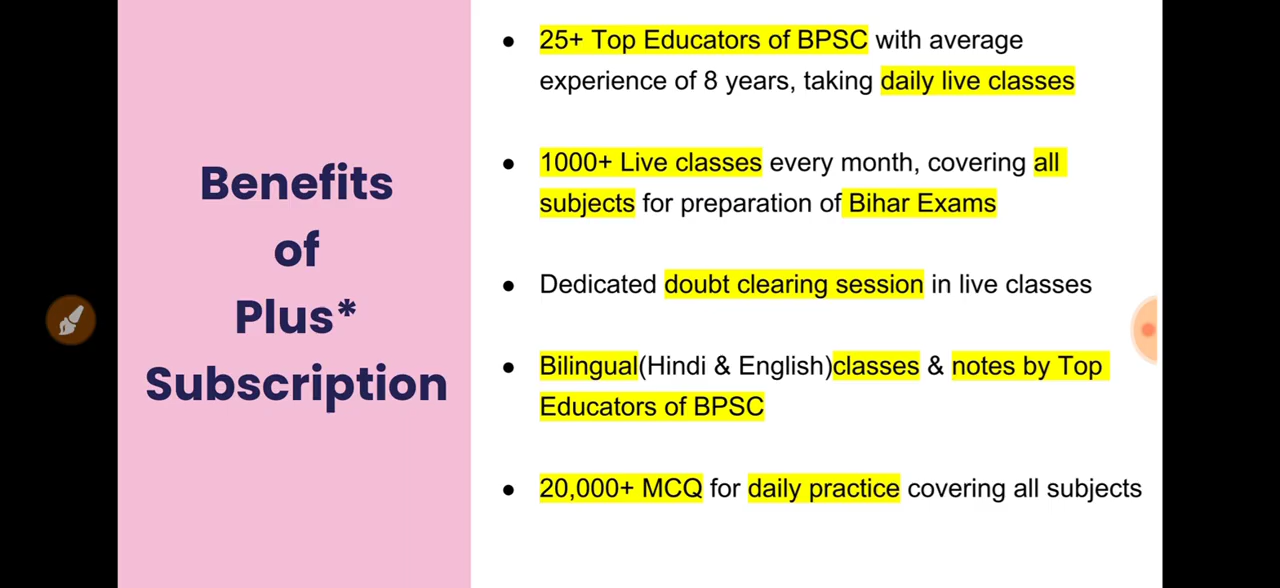 Benefits
of
Plus*
Subscription
● 25+ Top Educators of BPSC with average
experience of 8 years, taking daily live classes
● 1000+ Live classes every month, covering all
subjects for preparation of Bihar Exams
● Dedicated doubt clearing session in live classes
● Bilingual(Hindi & English)classes & notes by Top
Educators of BPSC
● 20,000+ MCQ for daily practice covering all subjects